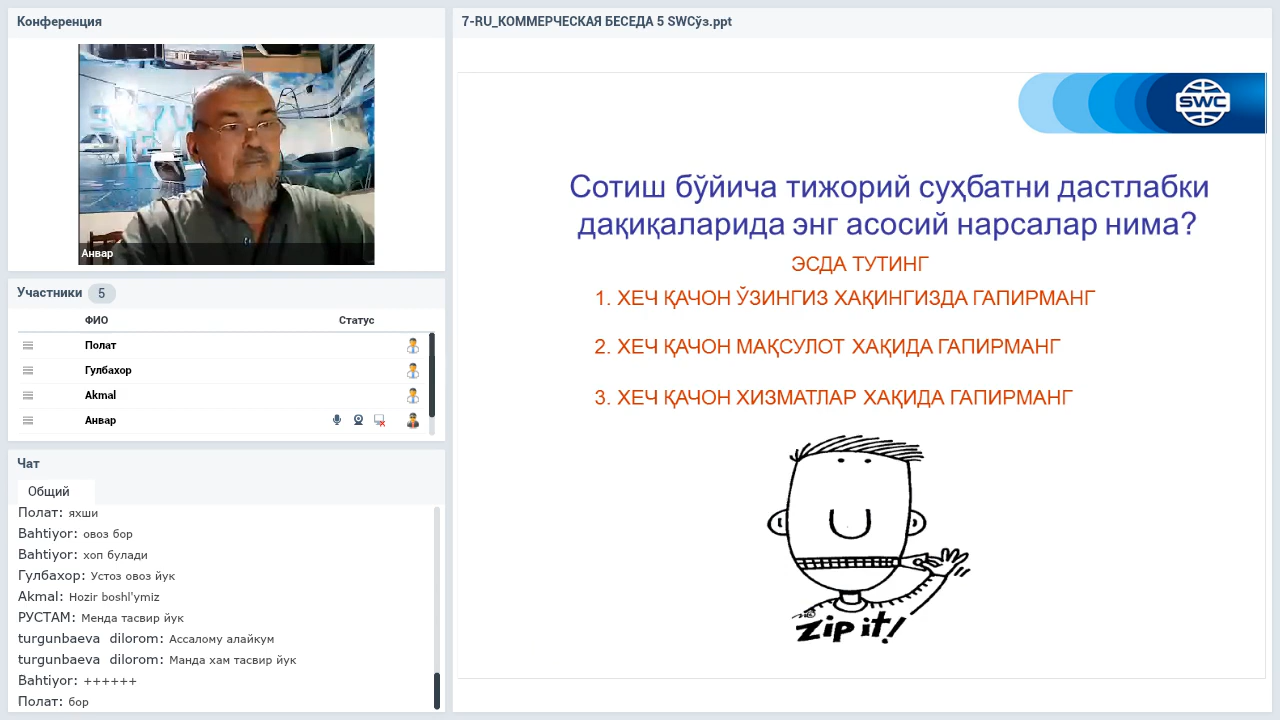 Конференция
Анвар
Участники 5
ФИО Статус
Полат
Гулбахор
Akmal
Анвар
Чат
Общий
Полат: яхши
Bahtiyor: овоз бор
Bahtiyor: хоп булади
Гулбахор: Устоз овоз йук
Akmal: Hozir boshl'ymiz
РУСТАМ: Менда тасвир йук
turgunbaeva dilorom: Ассалому алайкум
turgunbaeva dilorom: Манда хам тасвир йук
Bahtiyor: ++++++
Полат: бор
7-RU_КОММЕРЧЕСКАЯ БЕСЕДА 5 SWCўз.ppt
SWC
Сотиш бўйича тижорий суҳбатни дастлабки
дақиқаларида энг асосий нарсалар нима?
ЭСДА ТУТИНГ
1. ХЕЧ ҚАЧОН ЎЗИНГИЗ ХАҚИНГИЗДА ГАПИРМАНГ
2. ХЕЧ ҚАЧОН МАҚСУЛОТ ХАҚИДА ГАПИРМАНГ
3. ХЕЧ ҚАЧОН ХИЗМАТЛАР ХАҚИДА ГАПИРМАНГ
zip it!